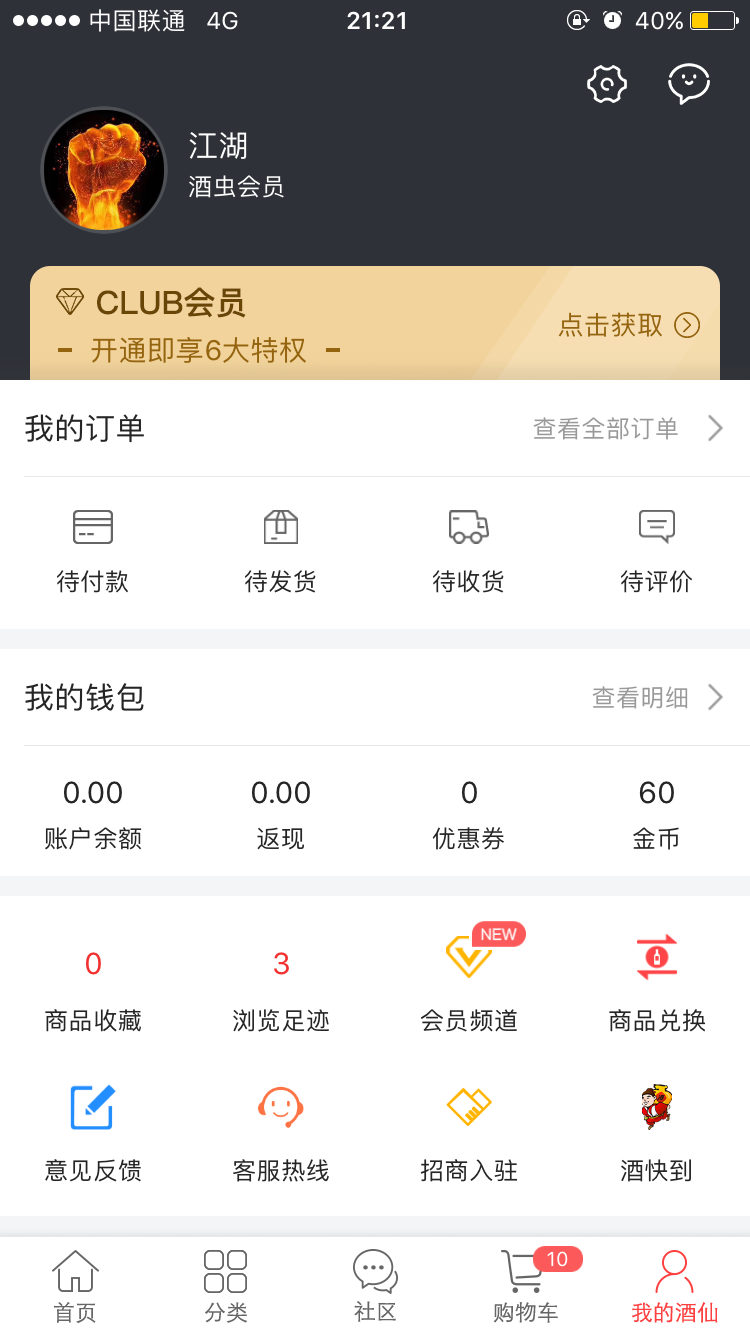 中国联通 4G 21:21 40%
江湖
酒虫会员
CLUB会员
开通即享6大特权
点击获取
我的订单 查看全部订单
待付款 待发货 待收货 待评价
我的钱包 查看明细
0.00 0.00 0 60
账户余额 返现 优惠券 金币
NEW
0 3
商品收藏 浏览足迹 会员频道 商品兑换
意见反馈 客服热线 招商入驻 酒快到
10
首页 分类 社区 购物车 我的酒仙